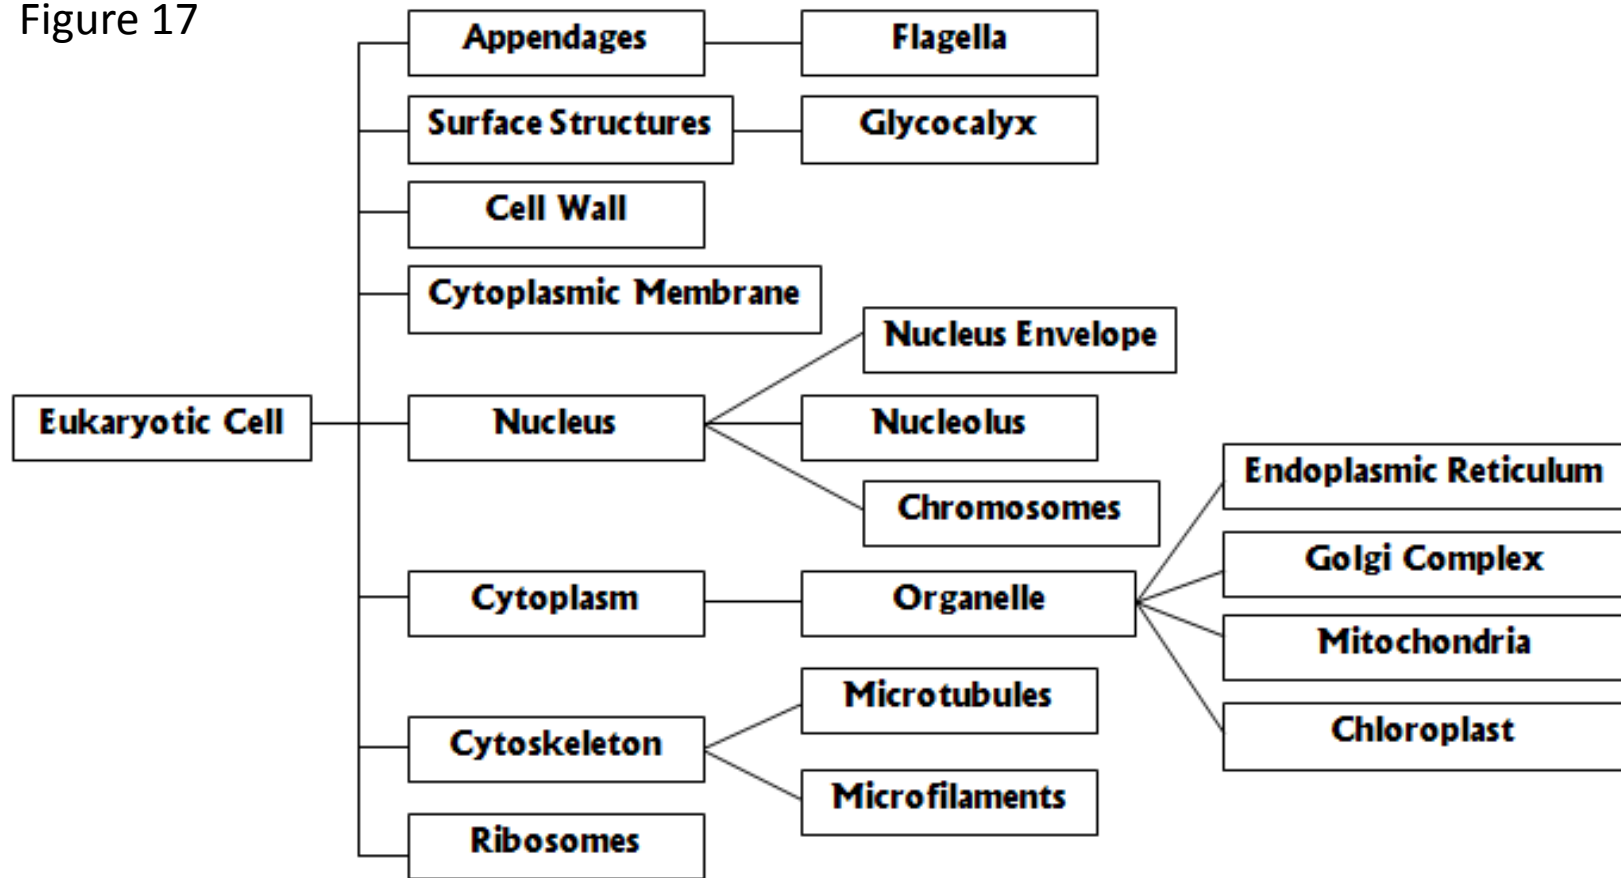 Figure 17
Appendages
Flagella
Surface Structures
Glycocalyx
Cell Wall
Cytoplasmic Membrane
Nucleus Envelope
Eukaryotic Cell
Nucleus
Nucleolus
Chromosomes
Endoplasmic Reticulum
Golgi Complex
Cytoplasm
Organelle
Mitochondria
Chloroplast
Microtubules
Cytoskeleton
Microfilaments
Ribosomes